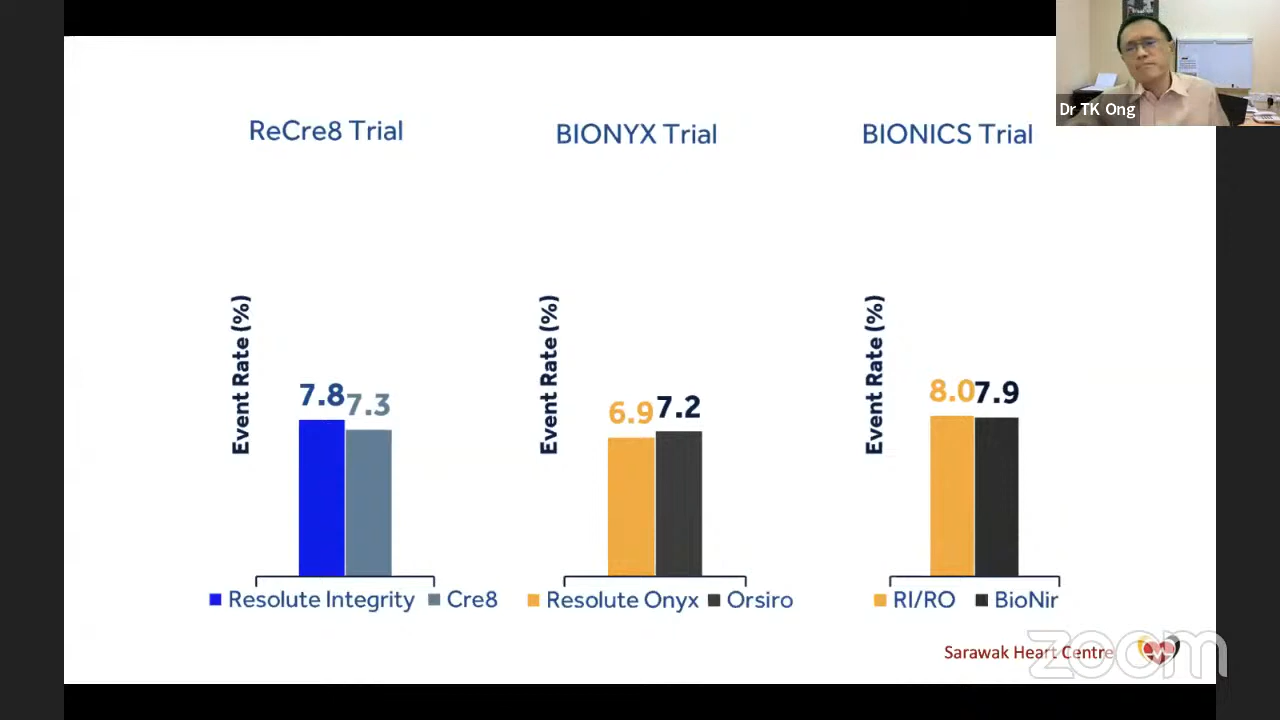 Dr TK Ong
ReCre8 Trial
BIONYX Trial
BIONICS Trial
Event Rate (%)
7.8
7.3
Resolute Integrity
Cre8
Event Rate (%)
6.9
7.2
Resolute Onyx
Orsiro
Event Rate (%)
8.0
7.9
RI/RO
BioNir
Sarawak Heart Centre
zoom